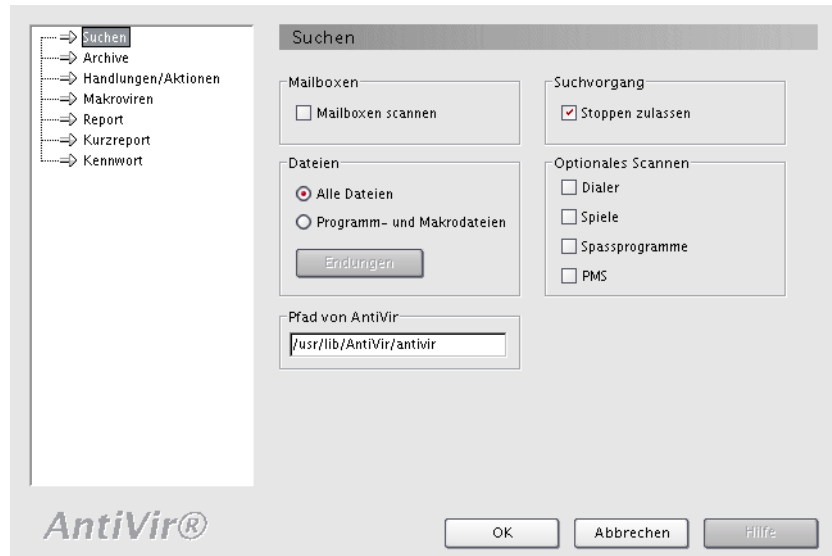 Suchen
Archive
Handlungen/Aktionen
Makroviren
Report
Kurzreport
Kennwort
Suchen
Mailboxen
Mailboxen scannen
Suchvorgang
Stoppen zulassen
Dateien
Alle Dateien
Programm- und Makrodateien
Endungen
Optionales Scannen
Dialer
Spiele
Spassprogramme
PMS
Pfad von AntiVir
/usr/lib/AntiVir/antivir
AntiVir®
OK
Abbrechen
Hilfe